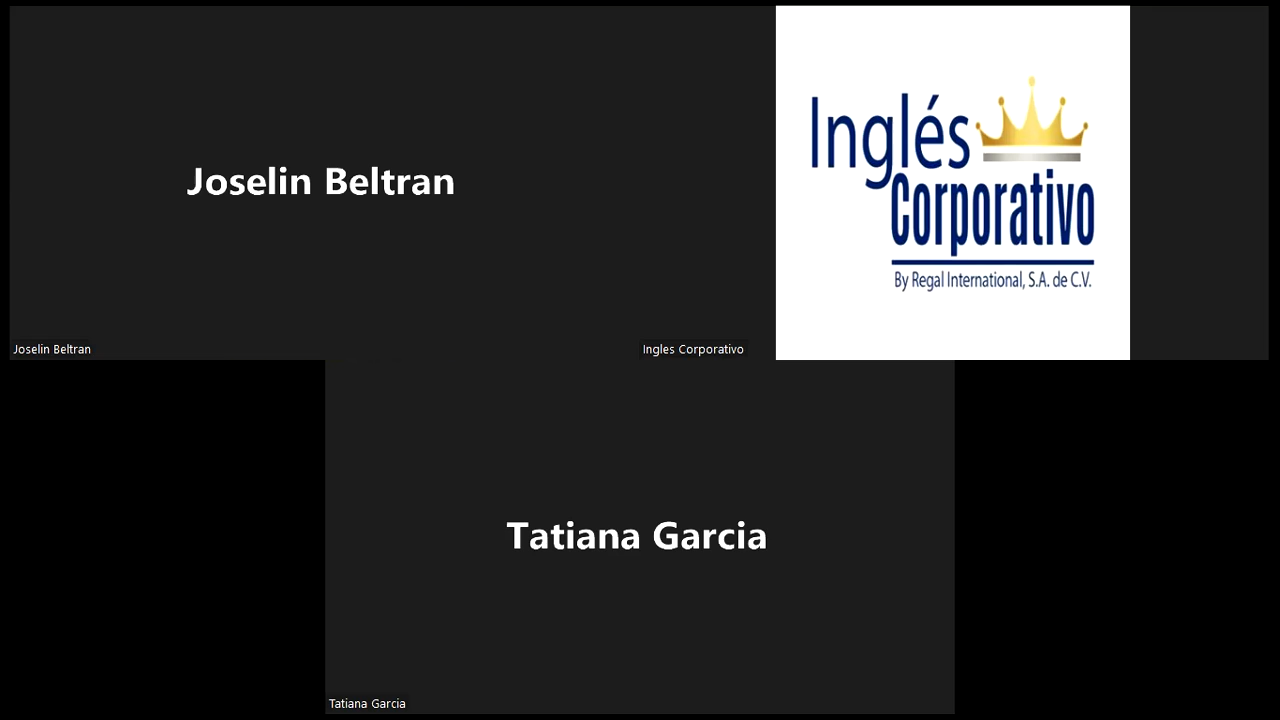 Joselin Beltran
Joselin Beltran
Inglés
Corporativo
By Regal International, S.A. de C.V.
Ingles Corporativo
Tatiana Garcia
Tatiana Garcia